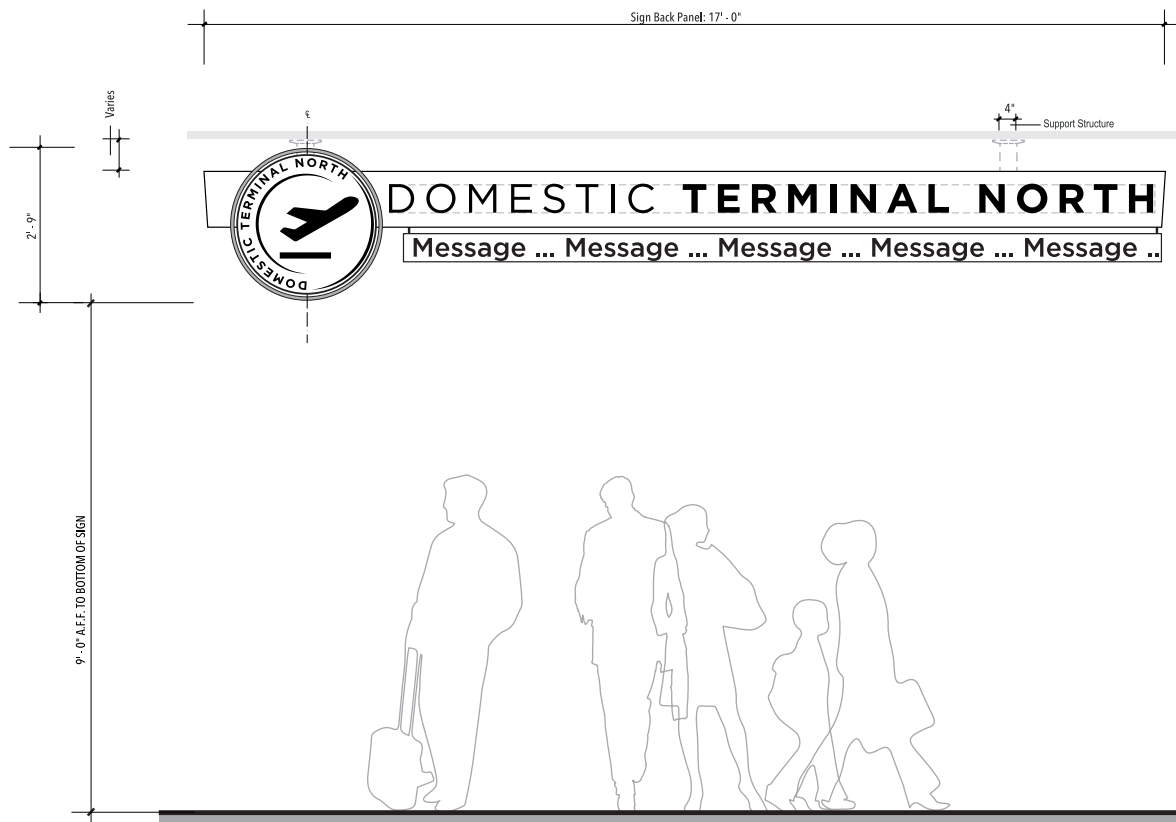 Sign Back Panel: 17' - 0"
Varies
℄
4"
Support Structure
2' - 9"
DOMESTIC TERMINAL NORTH
DOMESTIC TERMINAL NORTH
Message ... Message ... Message ... Message ... Message ..
9' - 0" A.F.F. TO BOTTOM OF SIGN